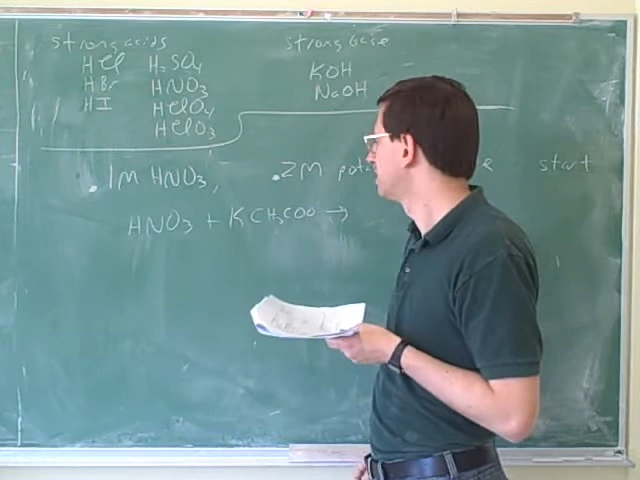 strong acids
strong base
HCl H2SO4
HBr HNO3
HI HClO4
HClO3
KOH
NaOH
.1M HNO3, .2M pota e start
HNO3 + KCH3COO →